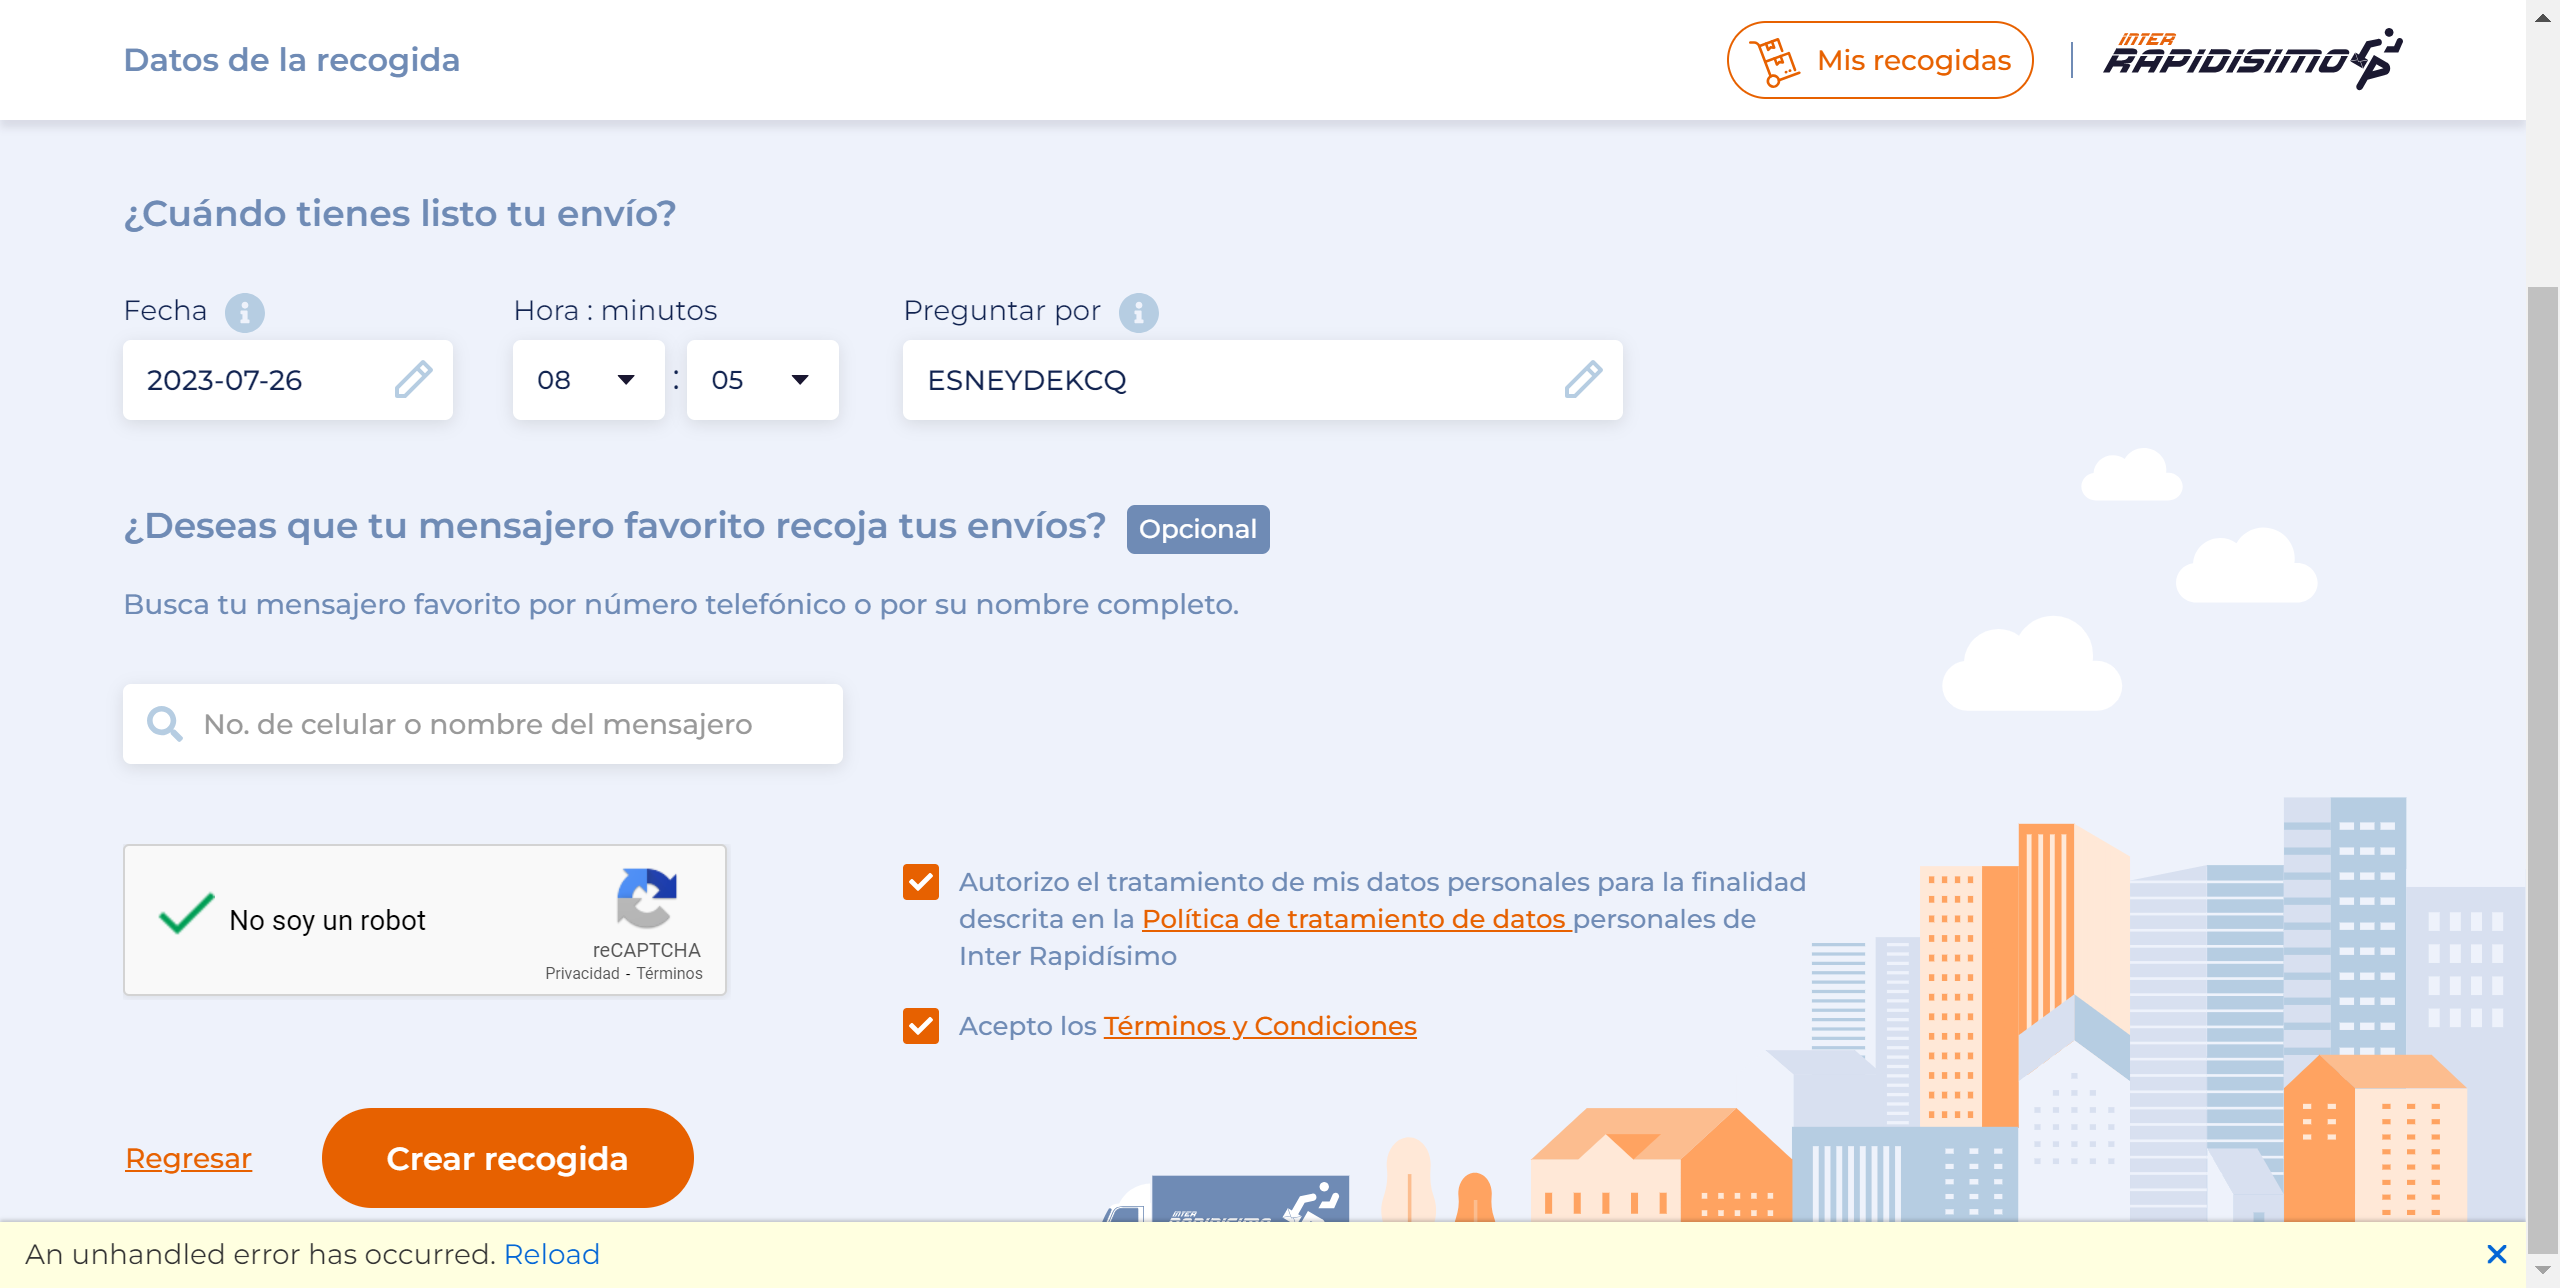 Datos de la recogida
Mis recogidas
INTER
RAPIDISIMO
¿Cuándo tienes listo tu envío?
Fecha
Hora : minutos
Preguntar por
2023-07-26
08
:
05
ESNEYDEKCQ
¿Deseas que tu mensajero favorito recoja tus envíos?
Opcional
Busca tu mensajero favorito por número telefónico o por su nombre completo.
No. de celular o nombre del mensajero
No soy un robot
reCAPTCHA
Privacidad - Términos
Autorizo el tratamiento de mis datos personales para la finalidad
descrita en la Política de tratamiento de datos personales de
Inter Rapidísimo
Acepto los Términos y Condiciones
Regresar
Crear recogida
INTER
RAPIDISIMO
An unhandled error has occurred. Reload